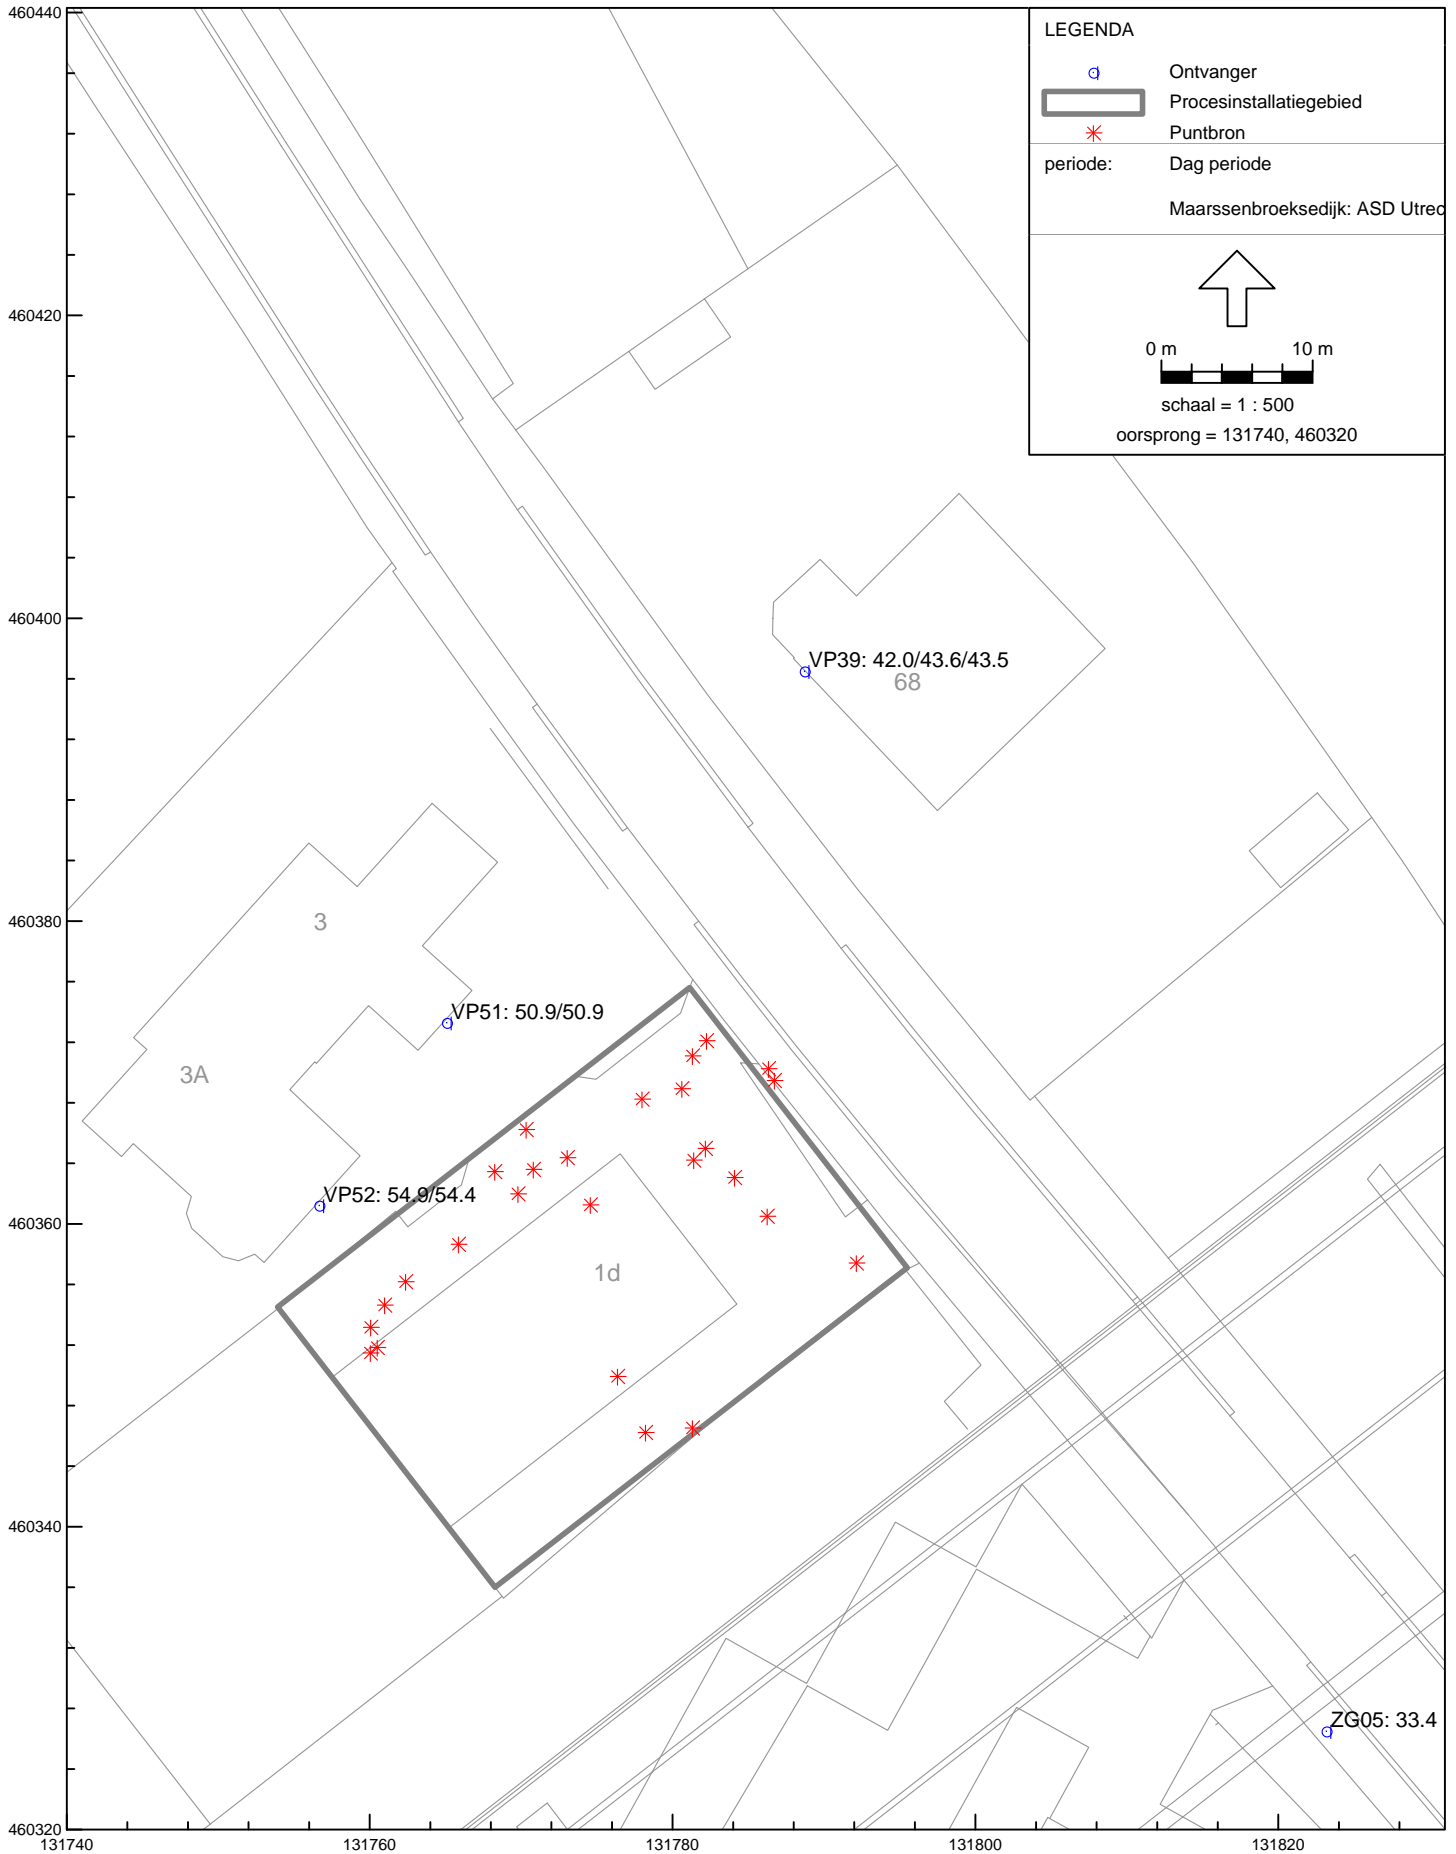 460440
460420
460400
460380
460360
460340
460320
131740
131760
131780
131800
131820
LEGENDA
Ontvanger
Procesinstallatiegebied
Puntbron
periode: Dag periode
Maarssenbroeksedijk: ASD Utrec
0 m 10 m
schaal = 1 : 500
oorsprong = 131740, 460320
VP39: 42.0/43.6/43.5
68
3
VP51: 50.9/50.9
3A
VP52: 54.9/54.4
1d
ZG05: 33.4